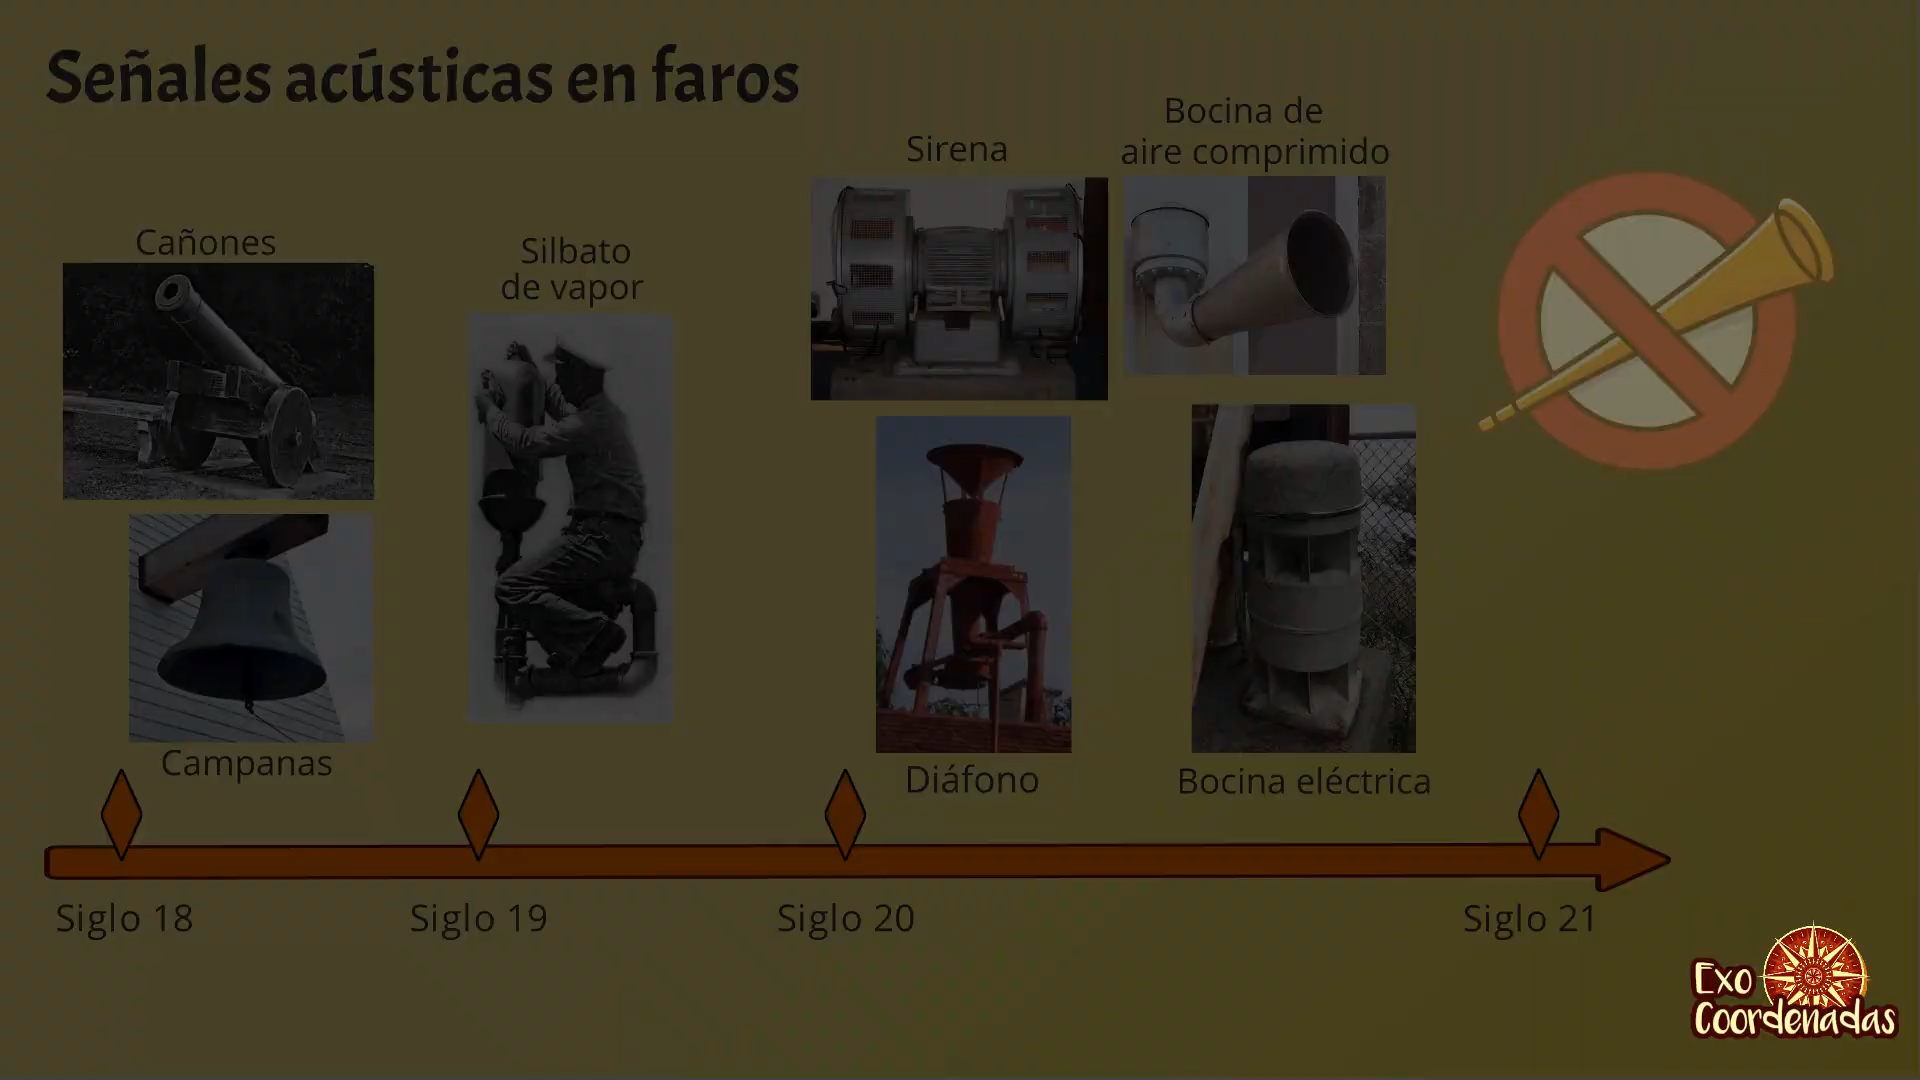 Señales acústicas en faros
Cañones
Campanas
Silbato
de vapor
Sirena
Diáfono
Bocina de
aire comprimido
Bocina eléctrica
Siglo 18
Siglo 19
Siglo 20
Siglo 21
Exo
Coordenadas